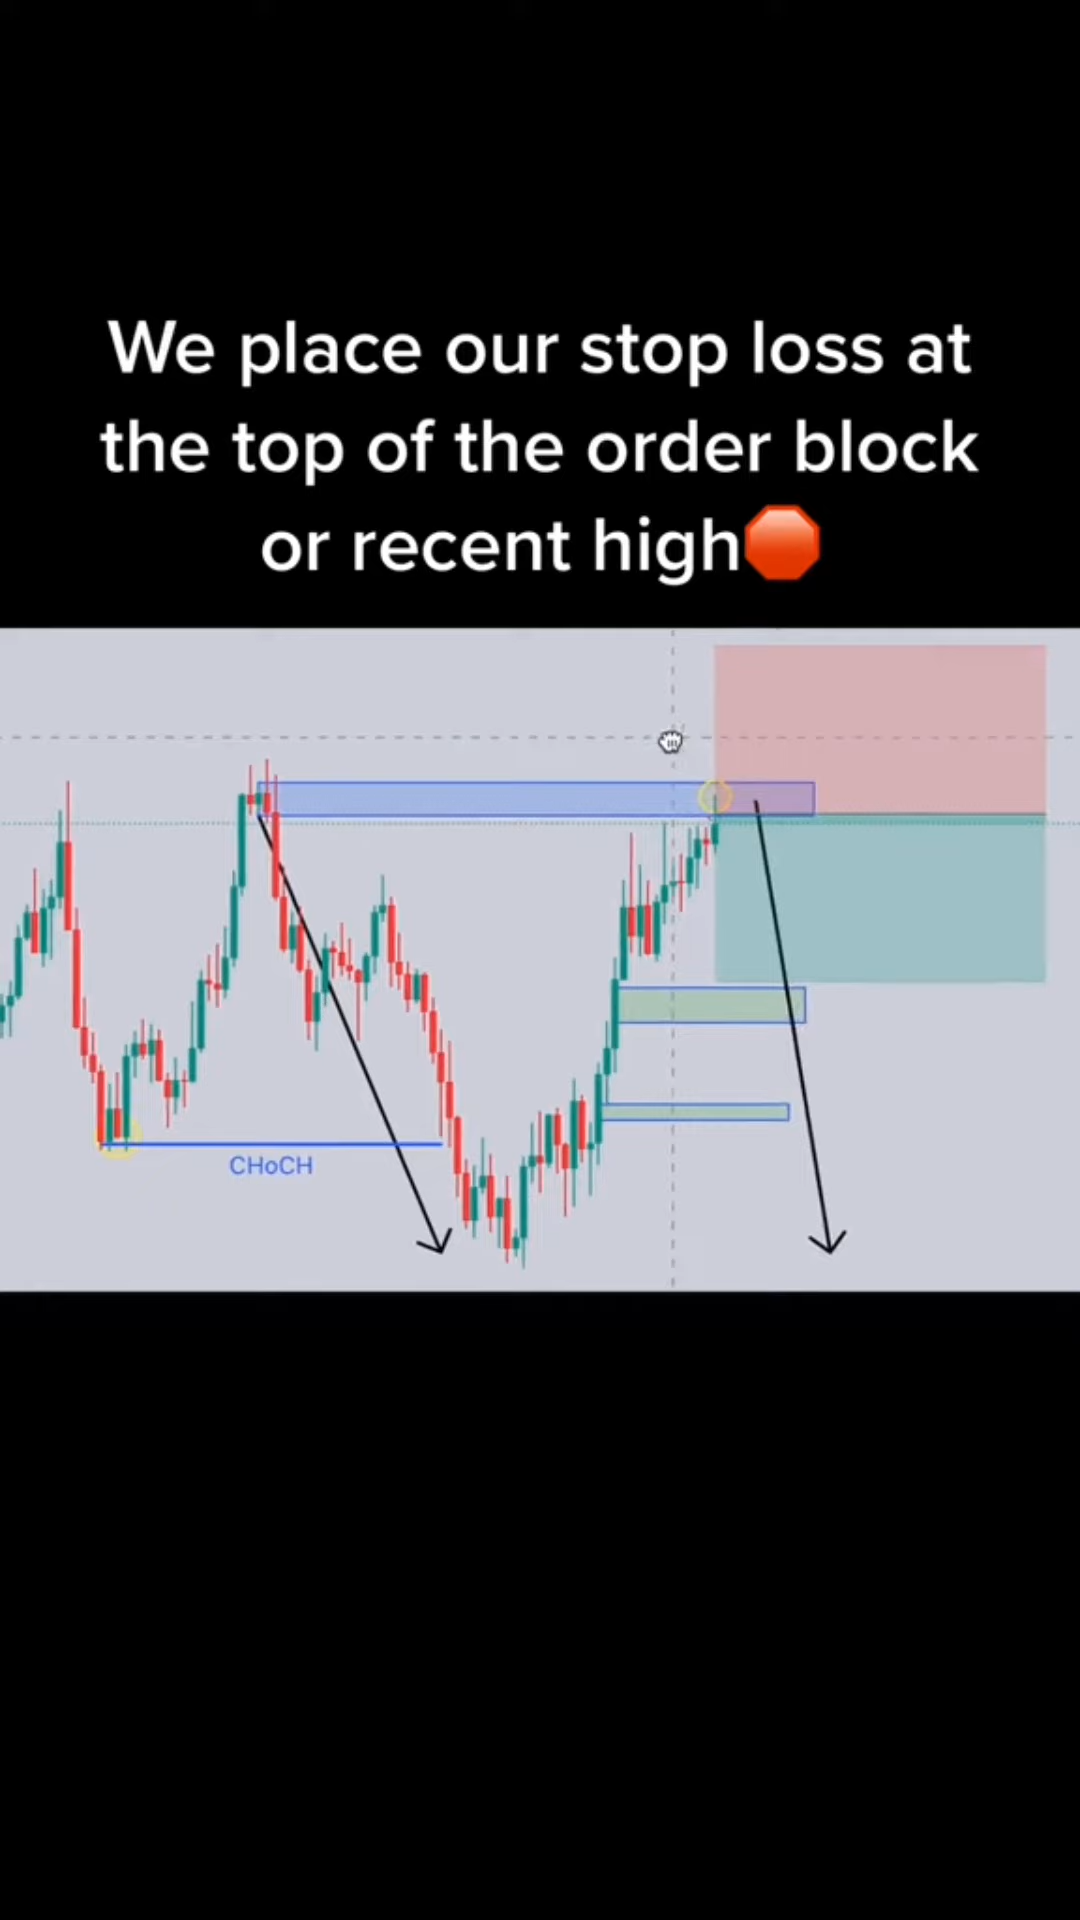 We place our stop loss at
the top of the order block
or recent high🛑
CHoCH